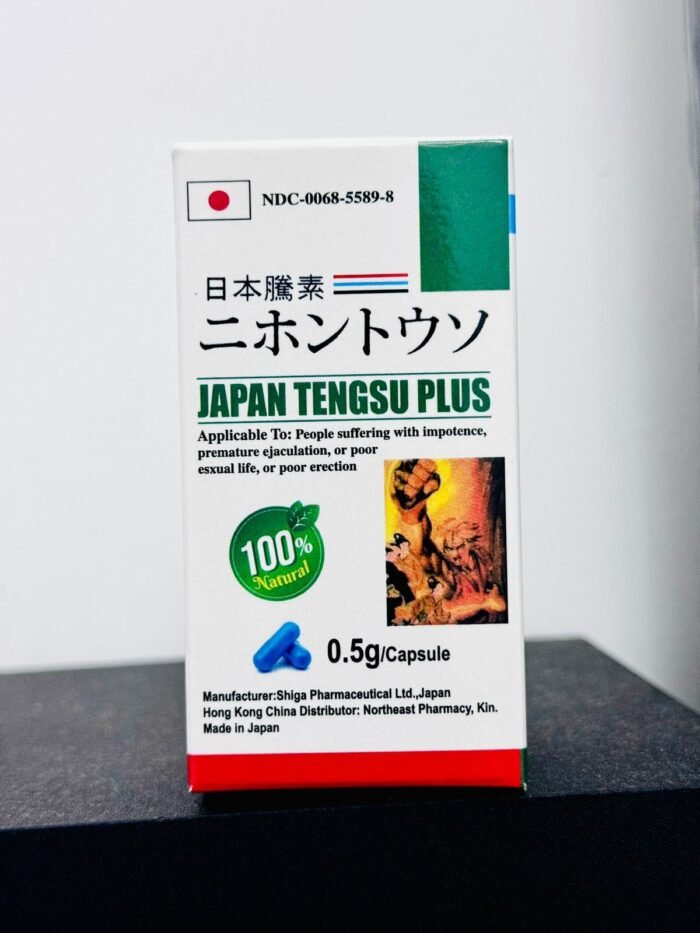 NDC-0068-5589-8
日本騰素
ニホントウソ
JAPAN TENGSU PLUS
Applicable To: People suffering with impotence,
premature ejaculation, or poor
esxual life, or poor erection
100%
Natural
0.5g/Capsule
Manufacturer:Shiga Pharmaceutical Ltd.,Japan
Hong Kong China Distributor: Northeast Pharmacy, Kin.
Made in Japan